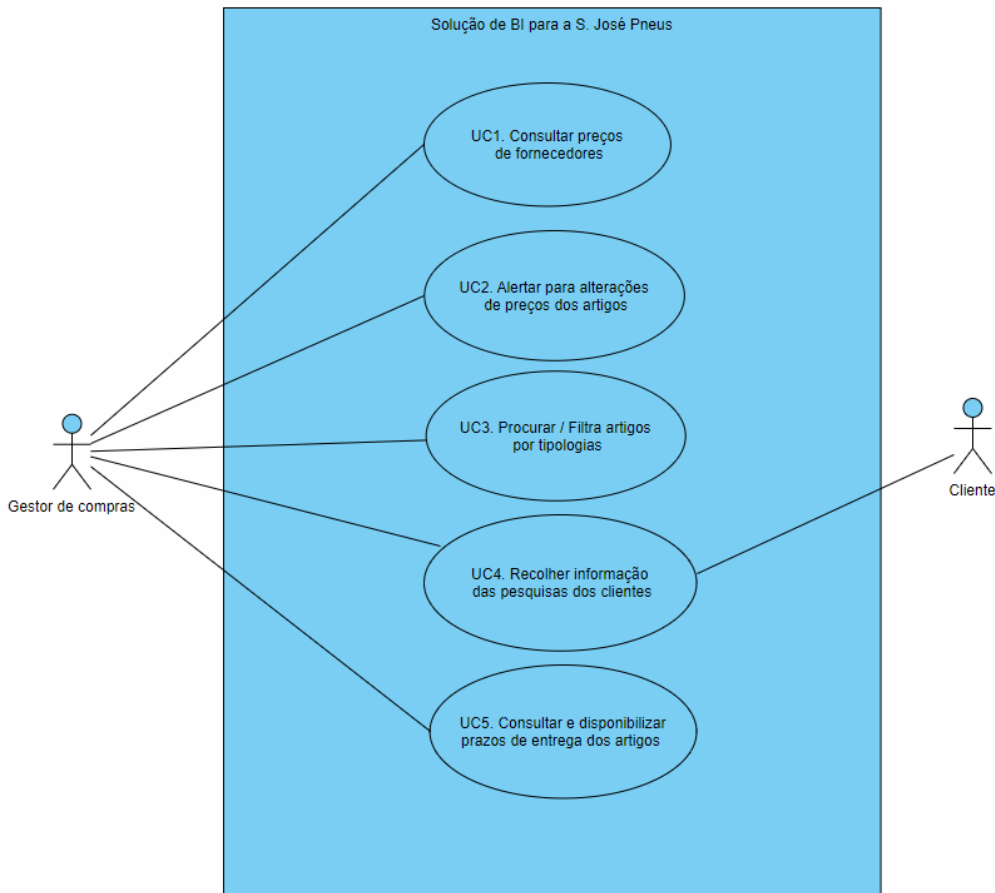 Solução de BI para a S. José Pneus
UC1. Consultar preços
de fornecedores
UC2. Alertar para alterações
de preços dos artigos
UC3. Procurar / Filtra artigos
por tipologias
Gestor de compras
Cliente
UC4. Recolher informação
das pesquisas dos clientes
UC5. Consultar e disponibilizar
prazos de entrega dos artigos